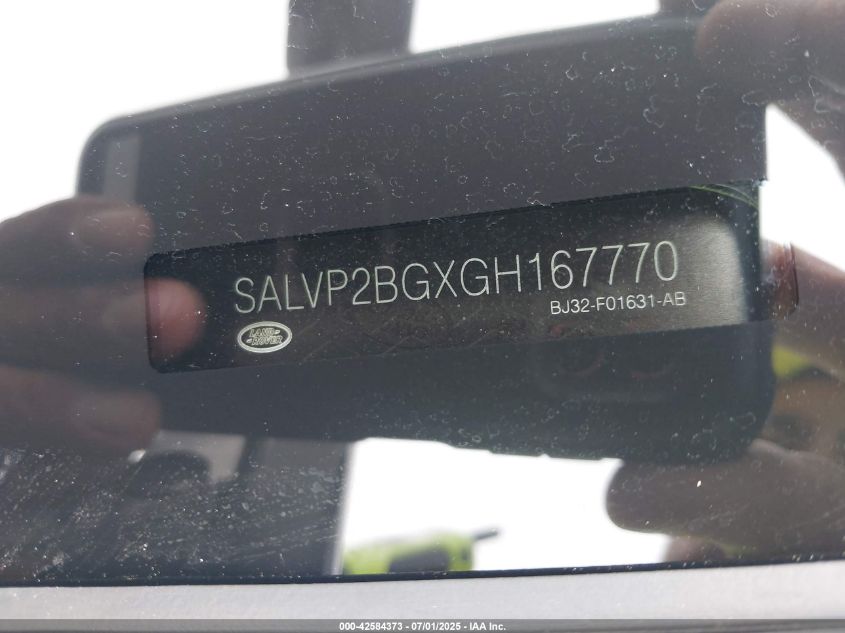 SALVP2BGXGH167770
BJ32-F01631-AB
LAND
ROVER
000-42584373 - 07/01/2025 - IAA Inc.